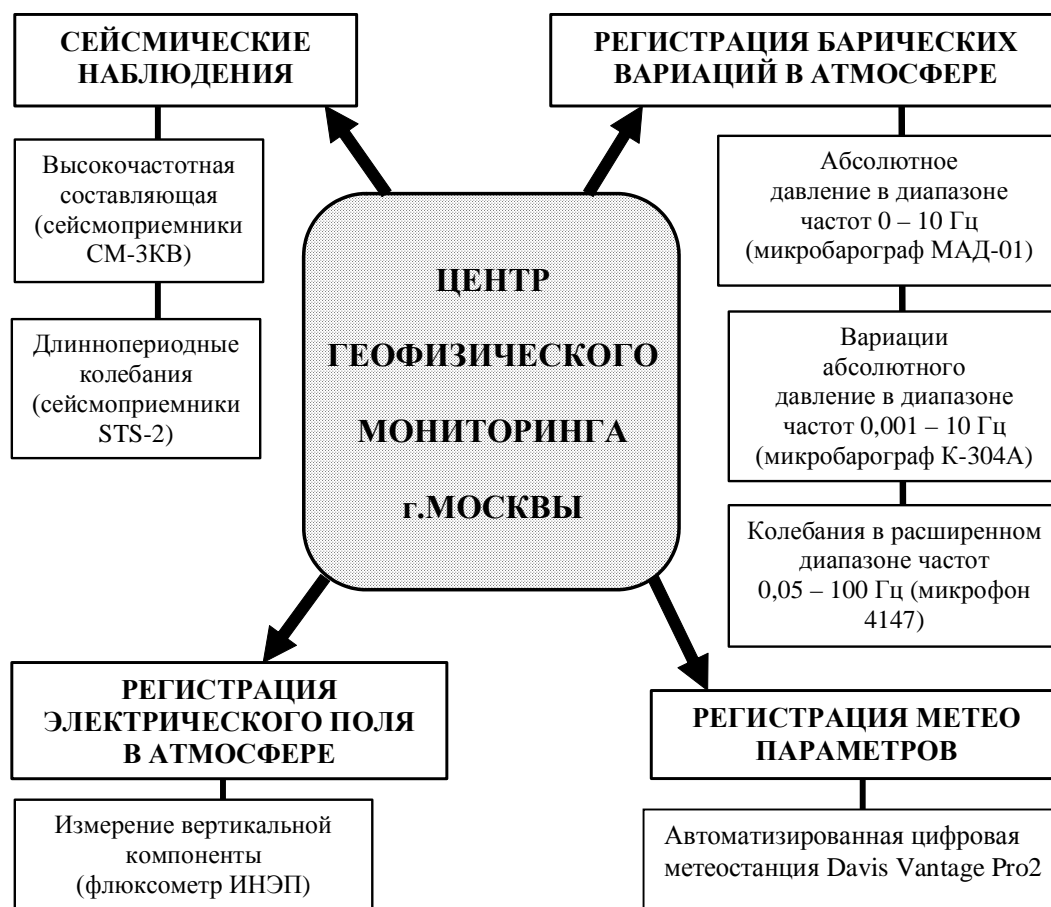 СЕЙСМИЧЕСКИЕ
НАБЛЮДЕНИЯ
Высокочастотная
составляющая
(сейсмоприемники
СМ-3КВ)
Длиннопериодные
колебания
(сейсмоприемники
STS-2)
РЕГИСТРАЦИЯ БАРИЧЕСКИХ
ВАРИАЦИЙ В АТМОСФЕРЕ
Абсолютное
давление в диапазоне
частот 0 – 10 Гц
(микробарограф МАД-01)
Вариации
абсолютного
давление в диапазоне
частот 0,001 – 10 Гц
(микробарограф К-304А)
Колебания в расширенном
диапазоне частот
0,05 – 100 Гц (микрофон
4147)
ЦЕНТР
ГЕОФИЗИЧЕСКОГО
МОНИТОРИНГА
г.МОСКВЫ
РЕГИСТРАЦИЯ
ЭЛЕКТРИЧЕСКОГО ПОЛЯ
В АТМОСФЕРЕ
Измерение вертикальной
компоненты
(флюксометр ИНЭП)
РЕГИСТРАЦИЯ МЕТЕО
ПАРАМЕТРОВ
Автоматизированная цифровая
метеостанция Davis Vantage Pro2